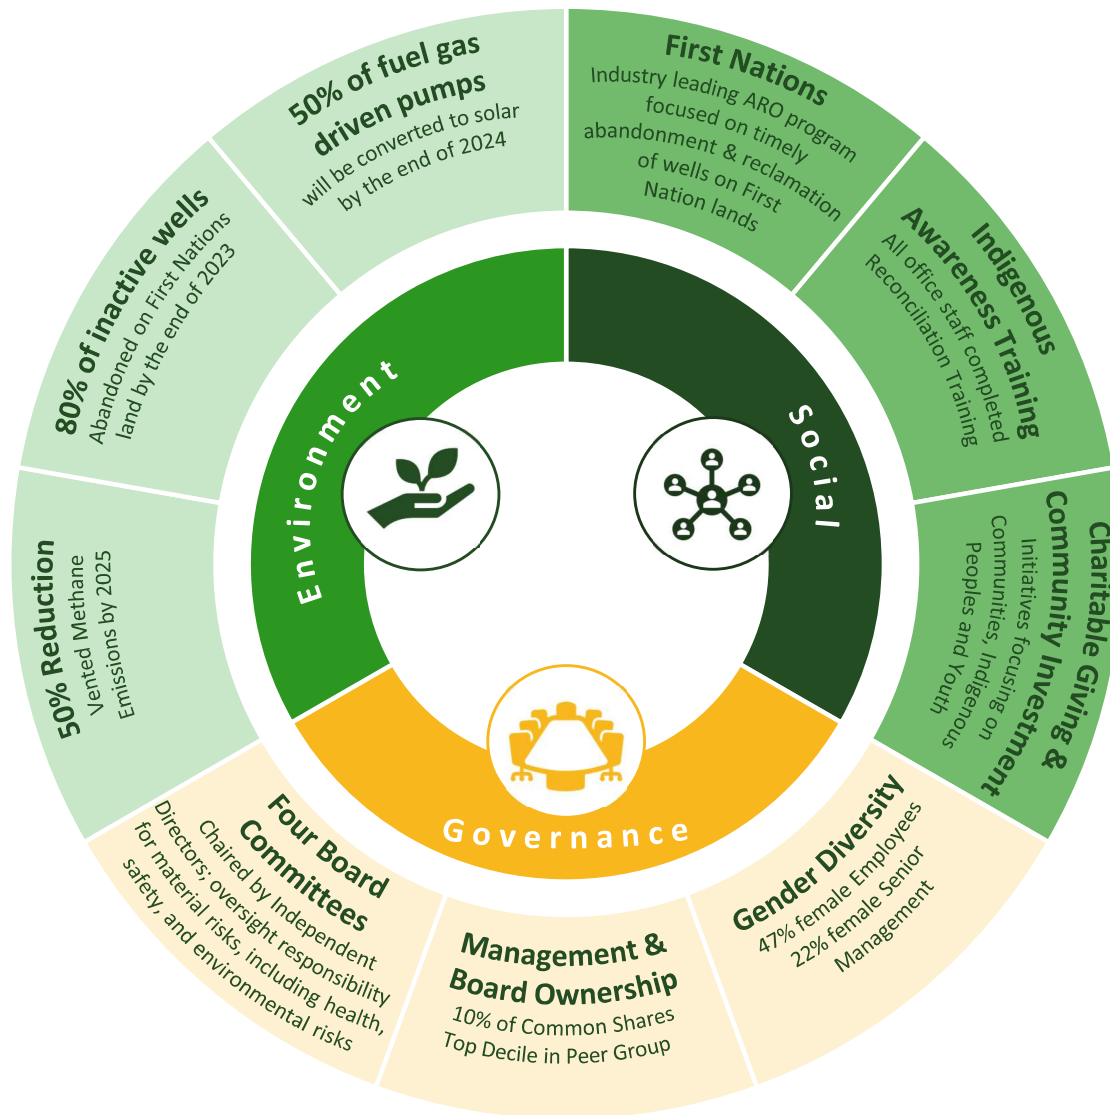 50% of fuel gas
driven pumps
will be converted to solar
by the end of 2024
First Nations
Industry leading ARO program
focused on timely
abandonment & reclamation
of wells on First
Nation lands
Indigenous
Awareness Training
All office staff completed
Reconciliation Training
Charitable Giving &
Community Investment
Initiatives focusing on
Communities, Indigenous
Peoples and Youth
Gender Diversity
47% female Employees
22% female Senior
Management
Management &
Board Ownership
10% of Common Shares
Top Decile in Peer Group
Four Board
Committees
Chaired by Independent
Directors; oversight responsibility
for material risks, including health,
safety, and environmental risks
50% Reduction
Vented Methane
Emissions by 2025
80% of inactive wells
Abandoned on First Nations
land by the end of 2023
Environment
Social
Governance